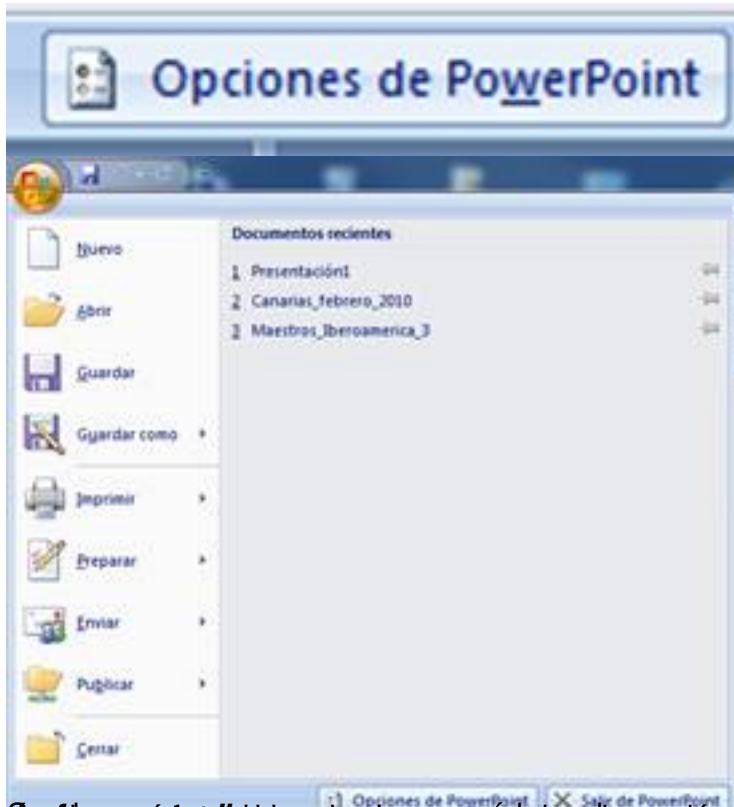 Opciones de PowerPoint
Nuevo
Abrir
Guardar
Guardar como
Imprimir
Preparar
Enviar
Publicar
Cerrar
Documentos recientes
1 Presentación1
2 Canarias_febrero_2010
3 Maestros_Iberoamerica_3
Opciones de PowerPoint
Salir de PowerPoint